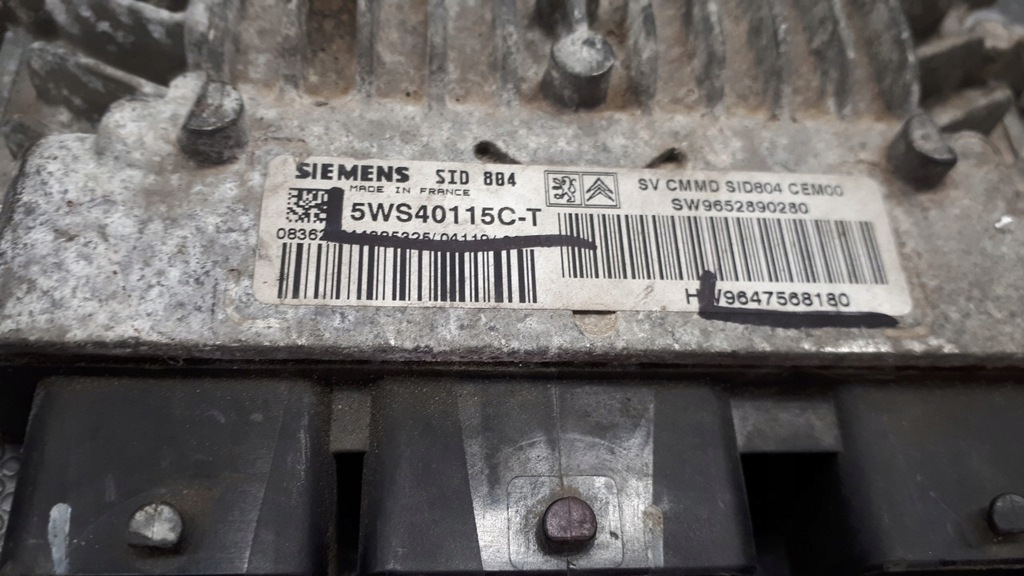 SIEMENS SID 804
MADE IN FRANCE
5WS40115C-T
SV CMMD SID804 CEM00
SW9652890280
HW9647568180